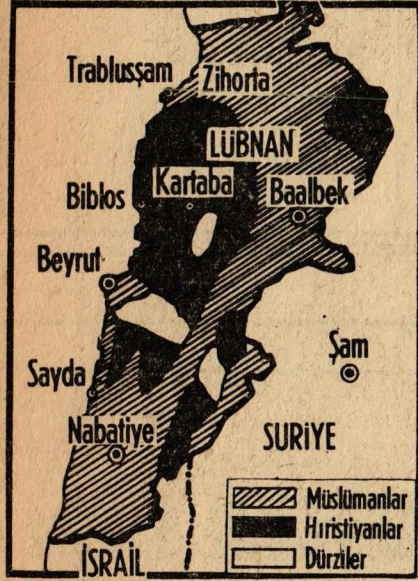 Trablusşam
Zihorta
LÜBNAN
Kartaba
Biblos
Baalbek
Beyrut
Şam
Sayda
Nabatiye
SURİYE
Müslümanlar
Hıristiyanlar
Dürziler
İSRAİL